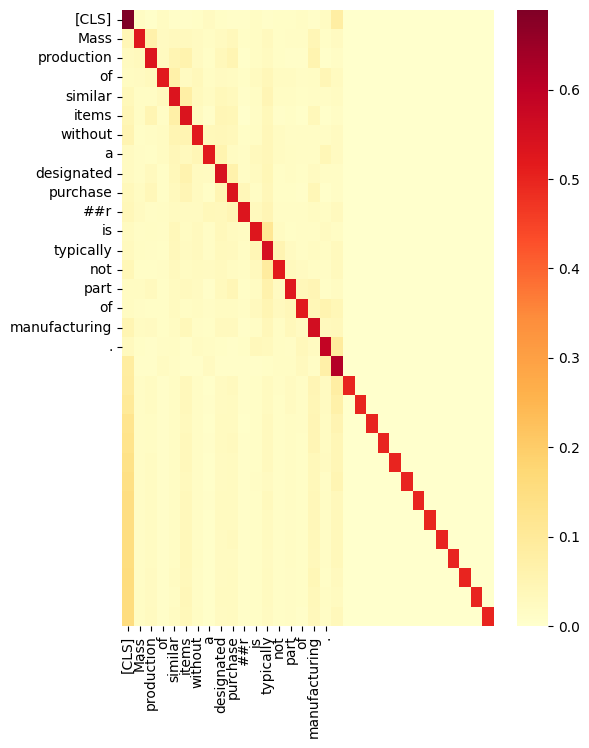 [CLS]
Mass
production
of
similar
items
without
a
designated
purchase
##r
is
typically
not
part
of
manufacturing
.
0.6
0.5
0.4
0.3
0.2
0.1
0.0
[CLS]
Mass
production
of
similar
items
without
a
designated
purchase
##r
is
typically
not
part
of
manufacturing
.